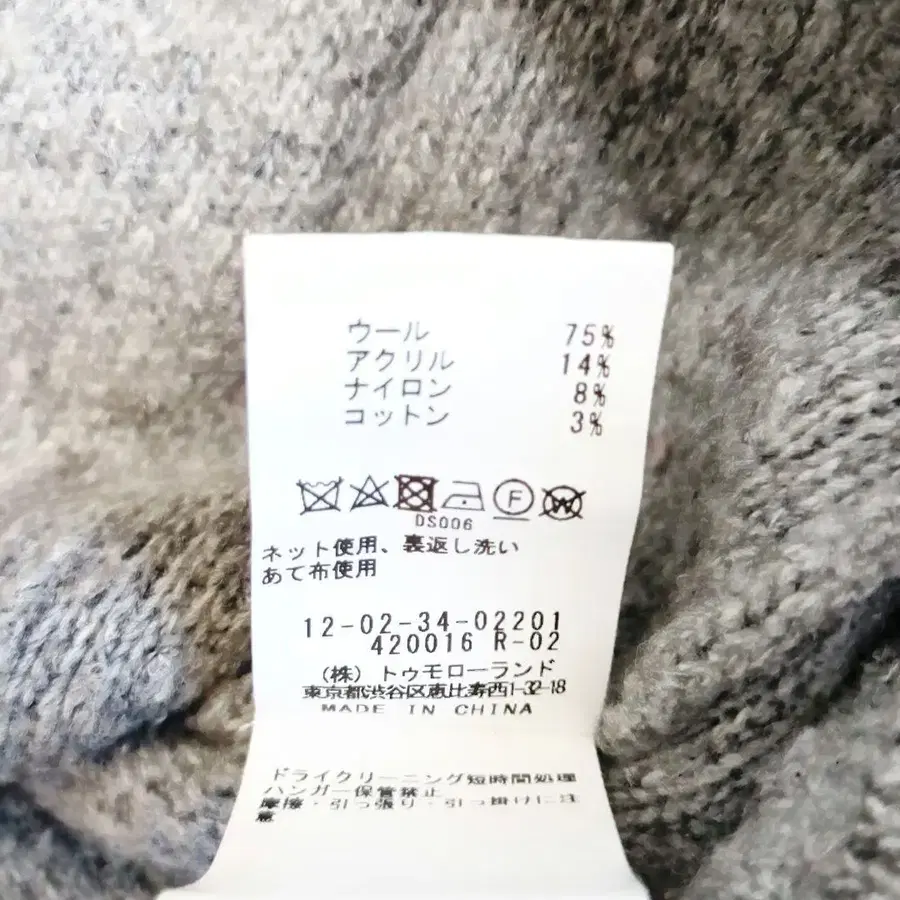 ウール 75%
アクリル 14%
ナイロン 8%
コットン 3%
F W
DS006
ネット使用、裏返し洗い
あて布使用
12-02-34-02201
420016 R-02
（株）トゥモローランド
東京都渋谷区恵比寿西1-32-18
MADE IN CHINA
ドライクリーニング短時間処理
ハンガー保管禁止
摩擦・引っ張り・引っ掛けに注
意